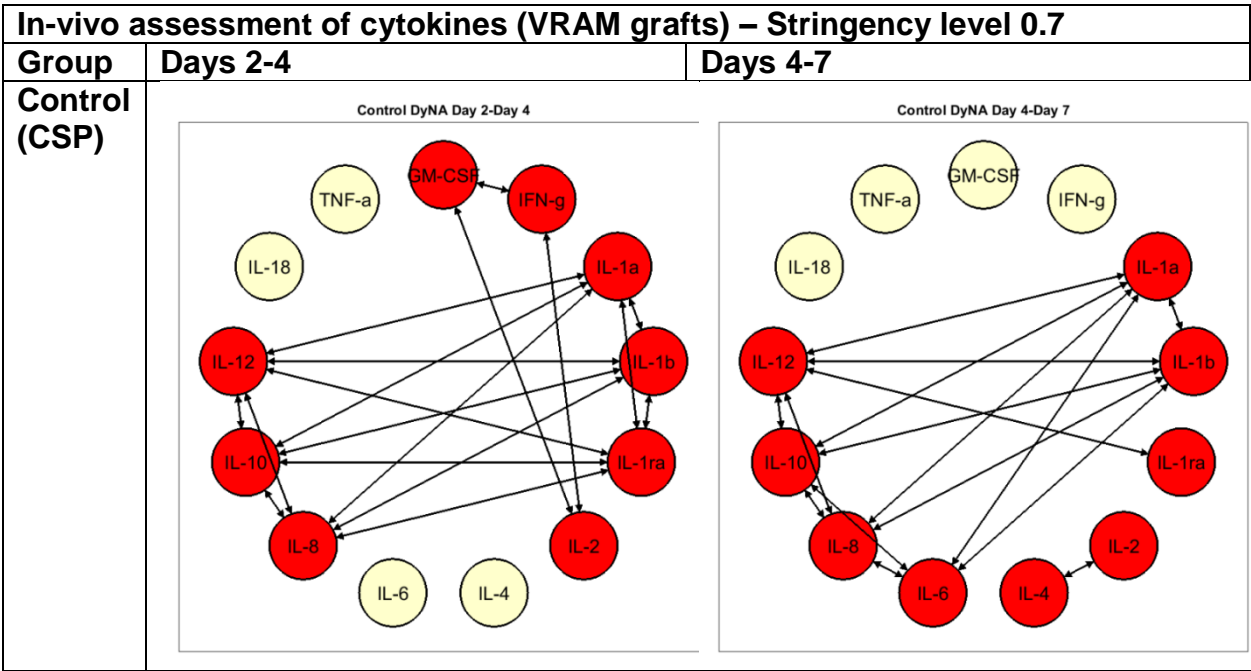 In-vivo assessment of cytokines (VRAM grafts) – Stringency level 0.7
Group Days 2-4 Days 4-7
Control
(CSP)
Control DyNA Day 2-Day 4
GM-CSF
TNF-a
IFN-g
IL-18
IL-1a
IL-12
IL-1b
IL-10
IL-1ra
IL-8
IL-2
IL-6
IL-4
Control DyNA Day 4-Day 7
GM-CSF
TNF-a
IFN-g
IL-18
IL-1a
IL-12
IL-1b
IL-10
IL-1ra
IL-8
IL-2
IL-6
IL-4